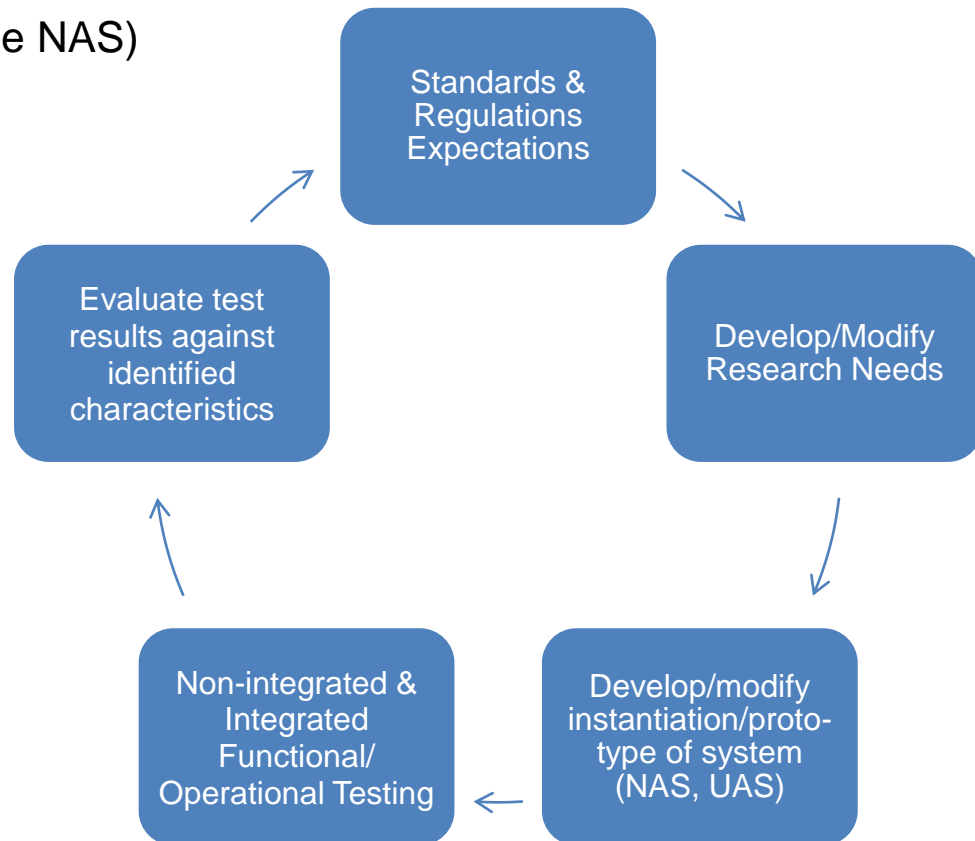 e NAS)
Standards &
Regulations
Expectations
Develop/Modify
Research Needs
Develop/modify
instantiation/proto-
type of system
(NAS, UAS)
Non-integrated &
Integrated
Functional/
Operational Testing
Evaluate test
results against
identified
characteristics